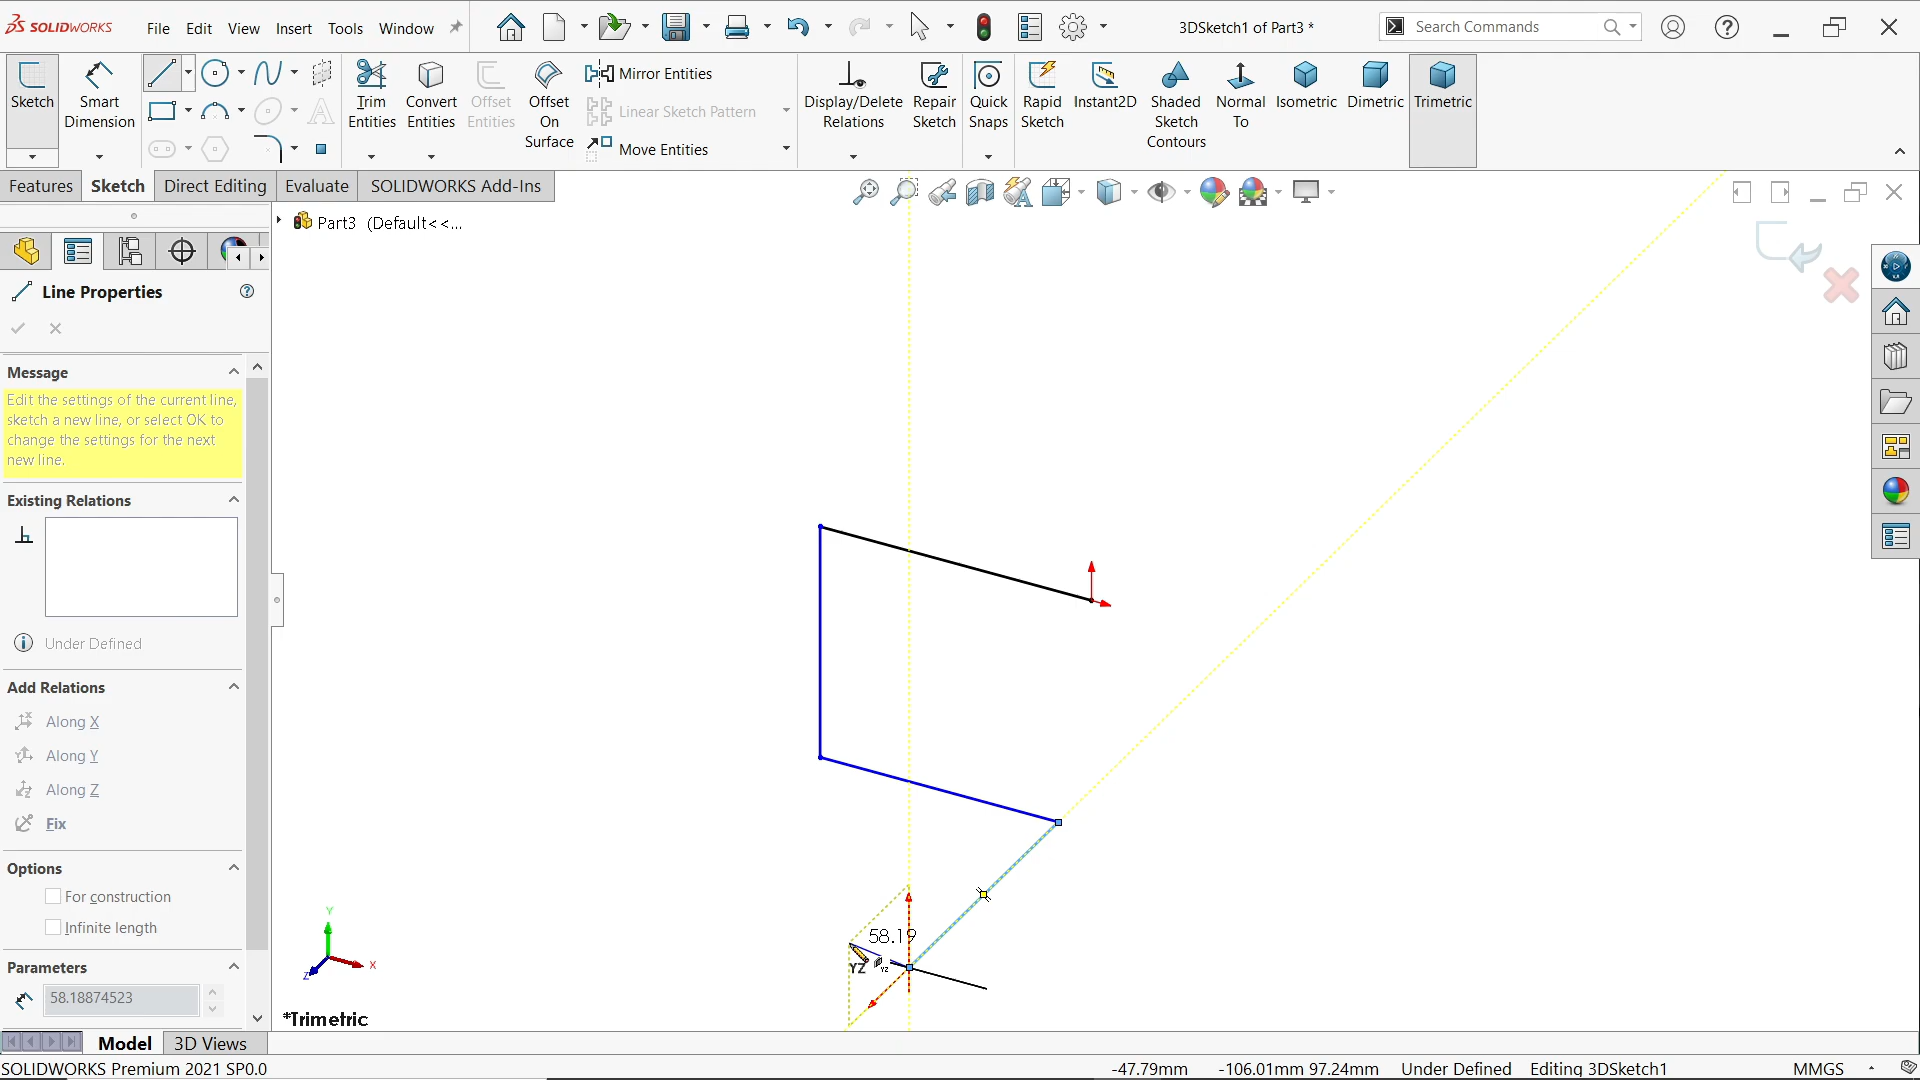 SOLIDWORKS
File Edit View Insert Tools Window
3DSketch1 of Part3 *
Search Commands
Sketch
Smart
Dimension
Trim
Entities
Convert
Entities
Offset
Entities
Offset
On
Surface
Mirror Entities
Linear Sketch Pattern
Move Entities
Display/Delete
Relations
Repair
Sketch
Quick
Snaps
Rapid
Sketch
Instant2D
Shaded
Sketch
Contours
Normal
To
Isometric
Dimetric
Trimetric
Features Sketch Direct Editing Evaluate SOLIDWORKS Add-Ins
Part3 (Default<<...
Line Properties
Message
Edit the settings of the current line,
sketch a new line, or select OK to
change the settings for the next
new line.
Existing Relations
Under Defined
Add Relations
Along X
Along Y
Along Z
Fix
Options
For construction
Infinite length
Parameters
58.18874523
58.19
YZ
YZ
Y
X
Z
*Trimetric
Model 3D Views
SOLIDWORKS Premium 2021 SP0.0
-47.79mm -106.01mm 97.24mm Under Defined Editing 3DSketch1 MMGS